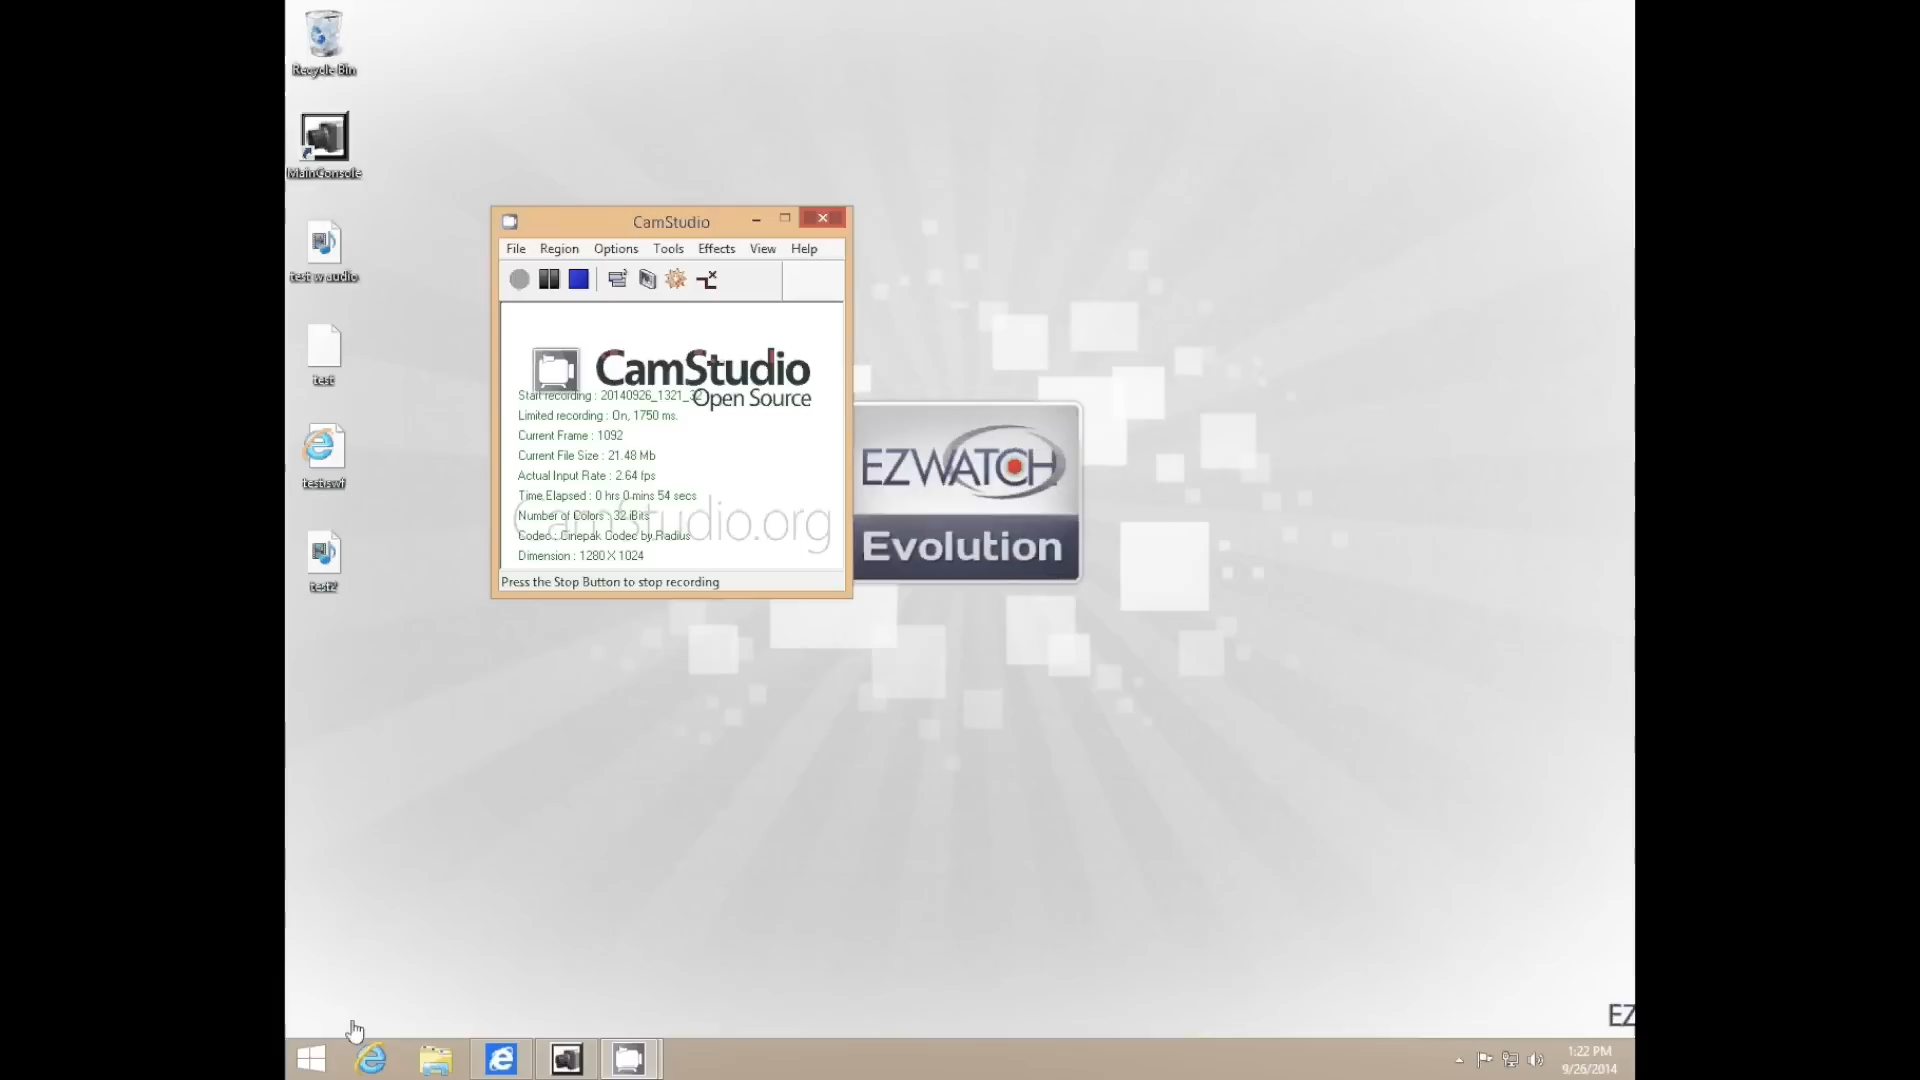 Recycle Bin
MainConsole
test w audio
test
test.swf
test2
CamStudio
File Region Options Tools Effects View Help
CamStudio
Open Source
Start recording : 20140926_1321_32
Limited recording : On, 1750 ms.
Current Frame : 1092
Current File Size : 21.48 Mb
Actual Input Rate : 2.64 fps
Time Elapsed : 0 hrs 0 mins 54 secs
CamStudio.org
Number of Colors : 32 iBits
Codec : Cinepak Codec by Radius
Dimension : 1280 X 1024
Press the Stop Button to stop recording
EZWATCH
Evolution
EZ
1:22 PM
9/26/2014